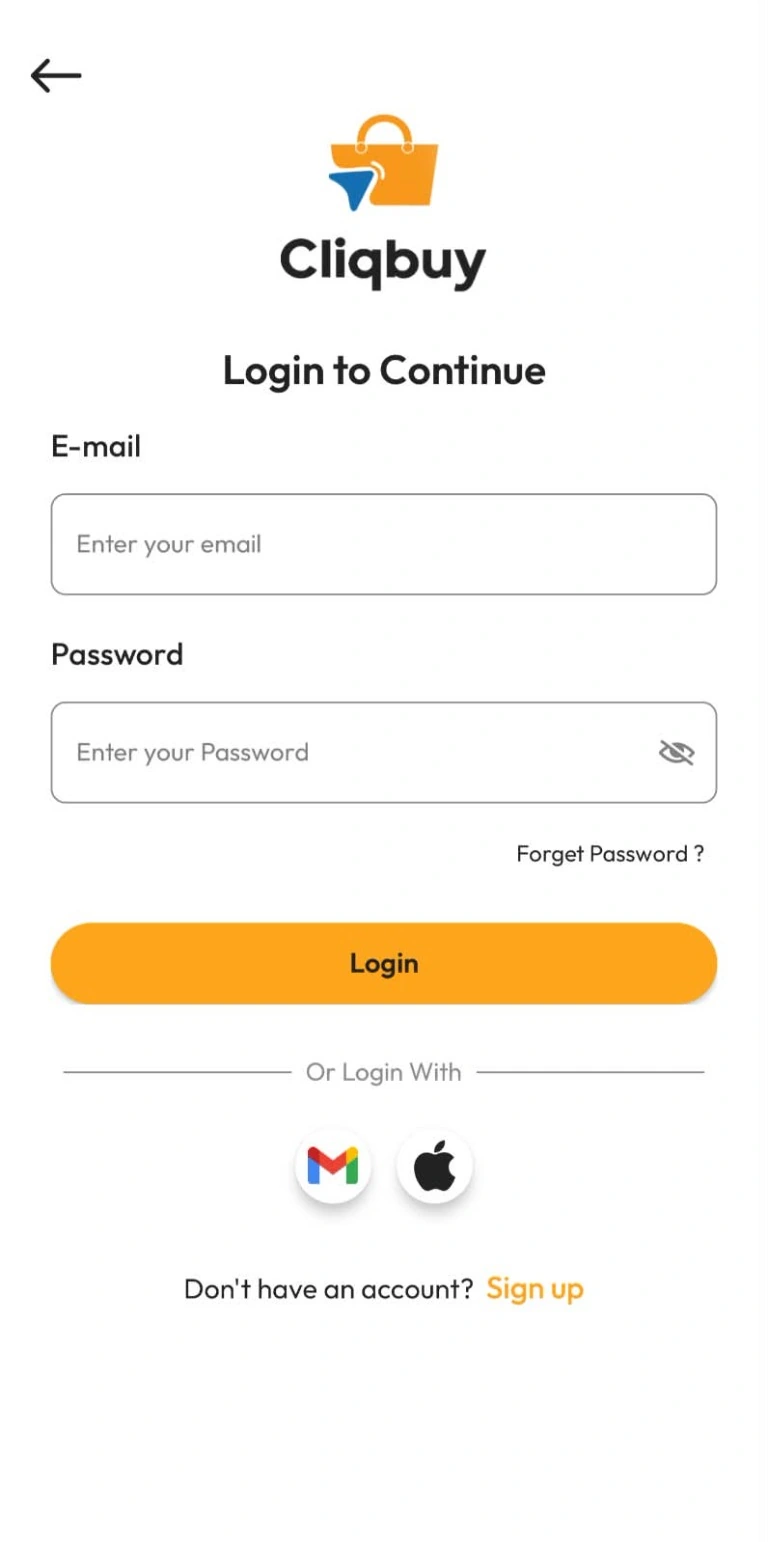 Cliqbuy
Login to Continue
E-mail
Enter your email
Password
Enter your Password
Forget Password ?
Login
Or Login With
Don't have an account? Sign up